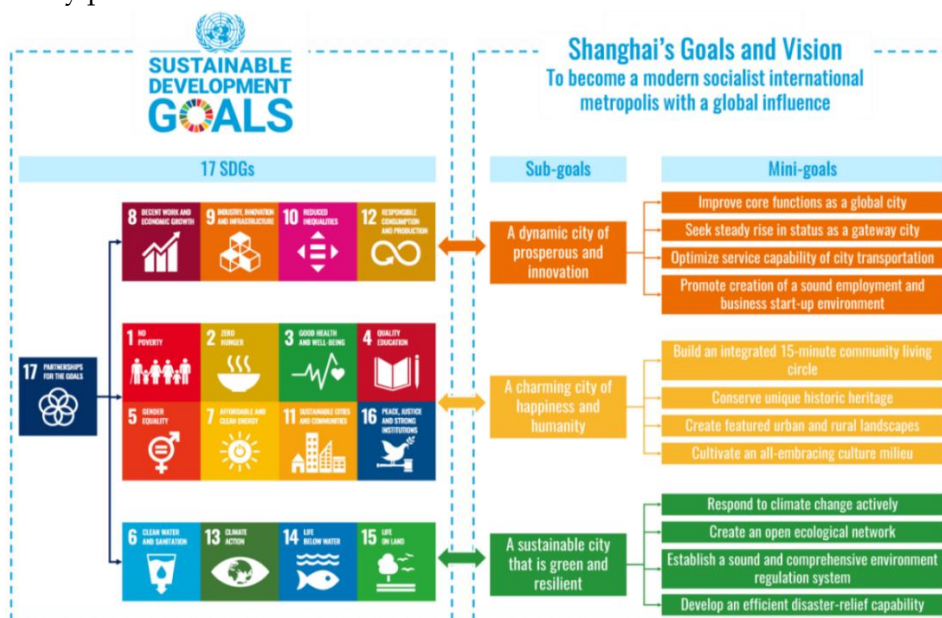 SUSTAINABLE
DEVELOPMENT
GOALS
17 SDGs
8 DECENT WORK AND
ECONOMIC GROWTH
9 INDUSTRY, INNOVATION
AND INFRASTRUCTURE
10 REDUCED
INEQUALITIES
12 RESPONSIBLE
CONSUMPTION
AND PRODUCTION
1 NO
POVERTY
2 ZERO
HUNGER
3 GOOD HEALTH
AND WELL-BEING
4 QUALITY
EDUCATION
17 PARTNERSHIPS
FOR THE GOALS
5 GENDER
EQUALITY
7 AFFORDABLE AND
CLEAN ENERGY
11 SUSTAINABLE CITIES
AND COMMUNITIES
16 PEACE, JUSTICE
AND STRONG
INSTITUTIONS
6 CLEAN WATER
AND SANITATION
13 CLIMATE
ACTION
14 LIFE
BELOW WATER
15 LIFE
ON LAND
Shanghai's Goals and Vision
To become a modern socialist international
metropolis with a global influence
Sub-goals
Mini-goals
A dynamic city of
prosperous and
innovation
Improve core functions as a global city
Seek steady rise in status as a gateway city
Optimize service capability of city transportation
Promote creation of a sound employment and
business start-up environment
A charming city of
happiness and
humanity
Build an integrated 15-minute community living
circle
Conserve unique historic heritage
Create featured urban and rural landscapes
Cultivate an all-embracing culture milieu
A sustainable city
that is green and
resilient
Respond to climate change actively
Create an open ecological network
Establish a sound and comprehensive environment
regulation system
Develop an efficient disaster-relief capability